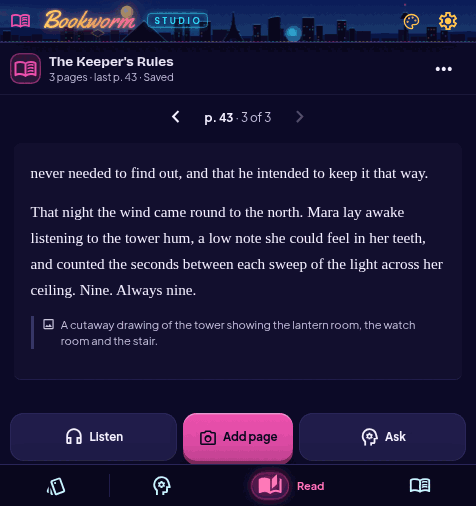 Bookworm STUDIO
The Keeper's Rules
3 pages · last p. 43 · Saved
p. 43 · 3 of 3
never needed to find out, and that he intended to keep it that way.
That night the wind came round to the north. Mara lay awake
listening to the tower hum, a low note she could feel in her teeth,
and counted the seconds between each sweep of the light across her
ceiling. Nine. Always nine.
A cutaway drawing of the tower showing the lantern room, the watch
room and the stair.
Listen
Add page
Ask
Read